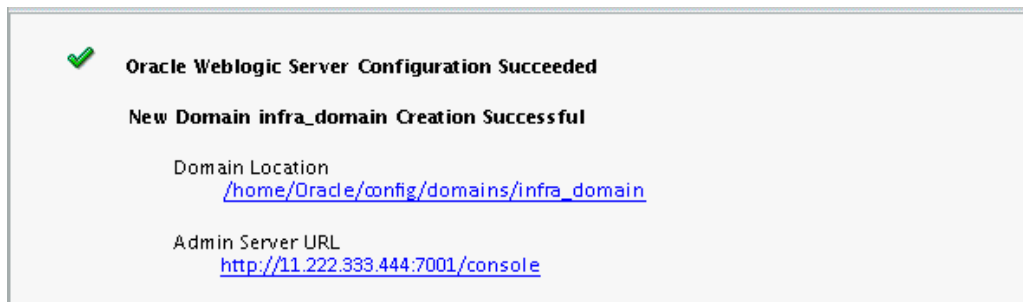 Oracle Weblogic Server Configuration Succeeded
New Domain infra_domain Creation Successful
Domain Location
/home/Oracle/config/domains/infra_domain
Admin Server URL
http://11.222.333.444:7001/console